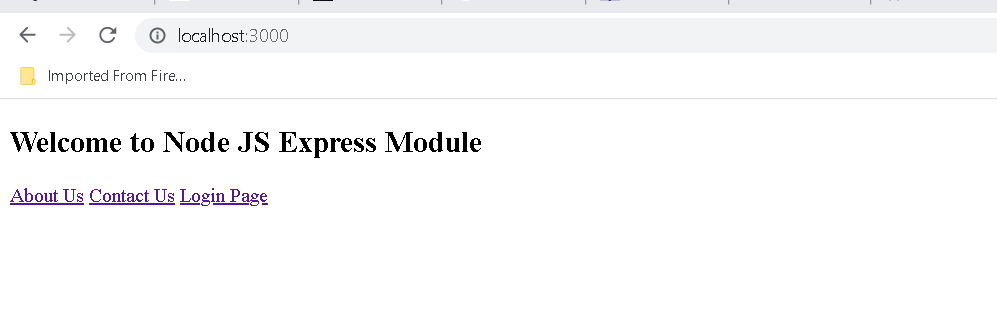 localhost:3000
Imported From Fire...
Welcome to Node JS Express Module
About Us Contact Us Login Page